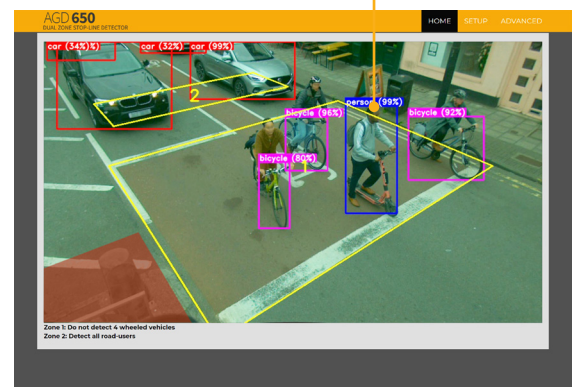 AGD 650
DUAL ZONE STOP-LINE DETECTOR
HOME SETUP ADVANCED
car (34%)%) car (32%) car (99%)
2
person (99%)
bicycle (96%) bicycle (92%)
bicycle (80%)
1
Zone 1: Do not detect 4 wheeled vehicles
Zone 2: Detect all road-users